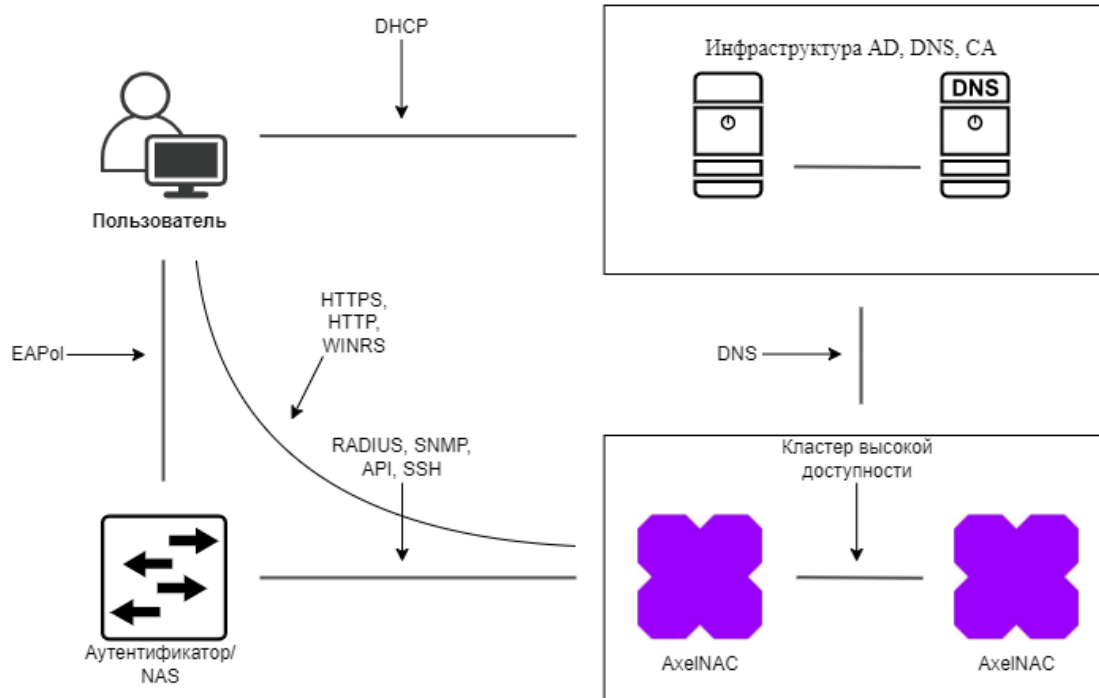 DHCP
Инфраструктура AD, DNS, CA
DNS
Пользователь
HTTPS,
HTTP,
WINRS
EAPol
DNS
RADIUS, SNMP,
API, SSH
Кластер высокой
доступности
Аутентификатор/
NAS
AxelNAC
AxelNAC